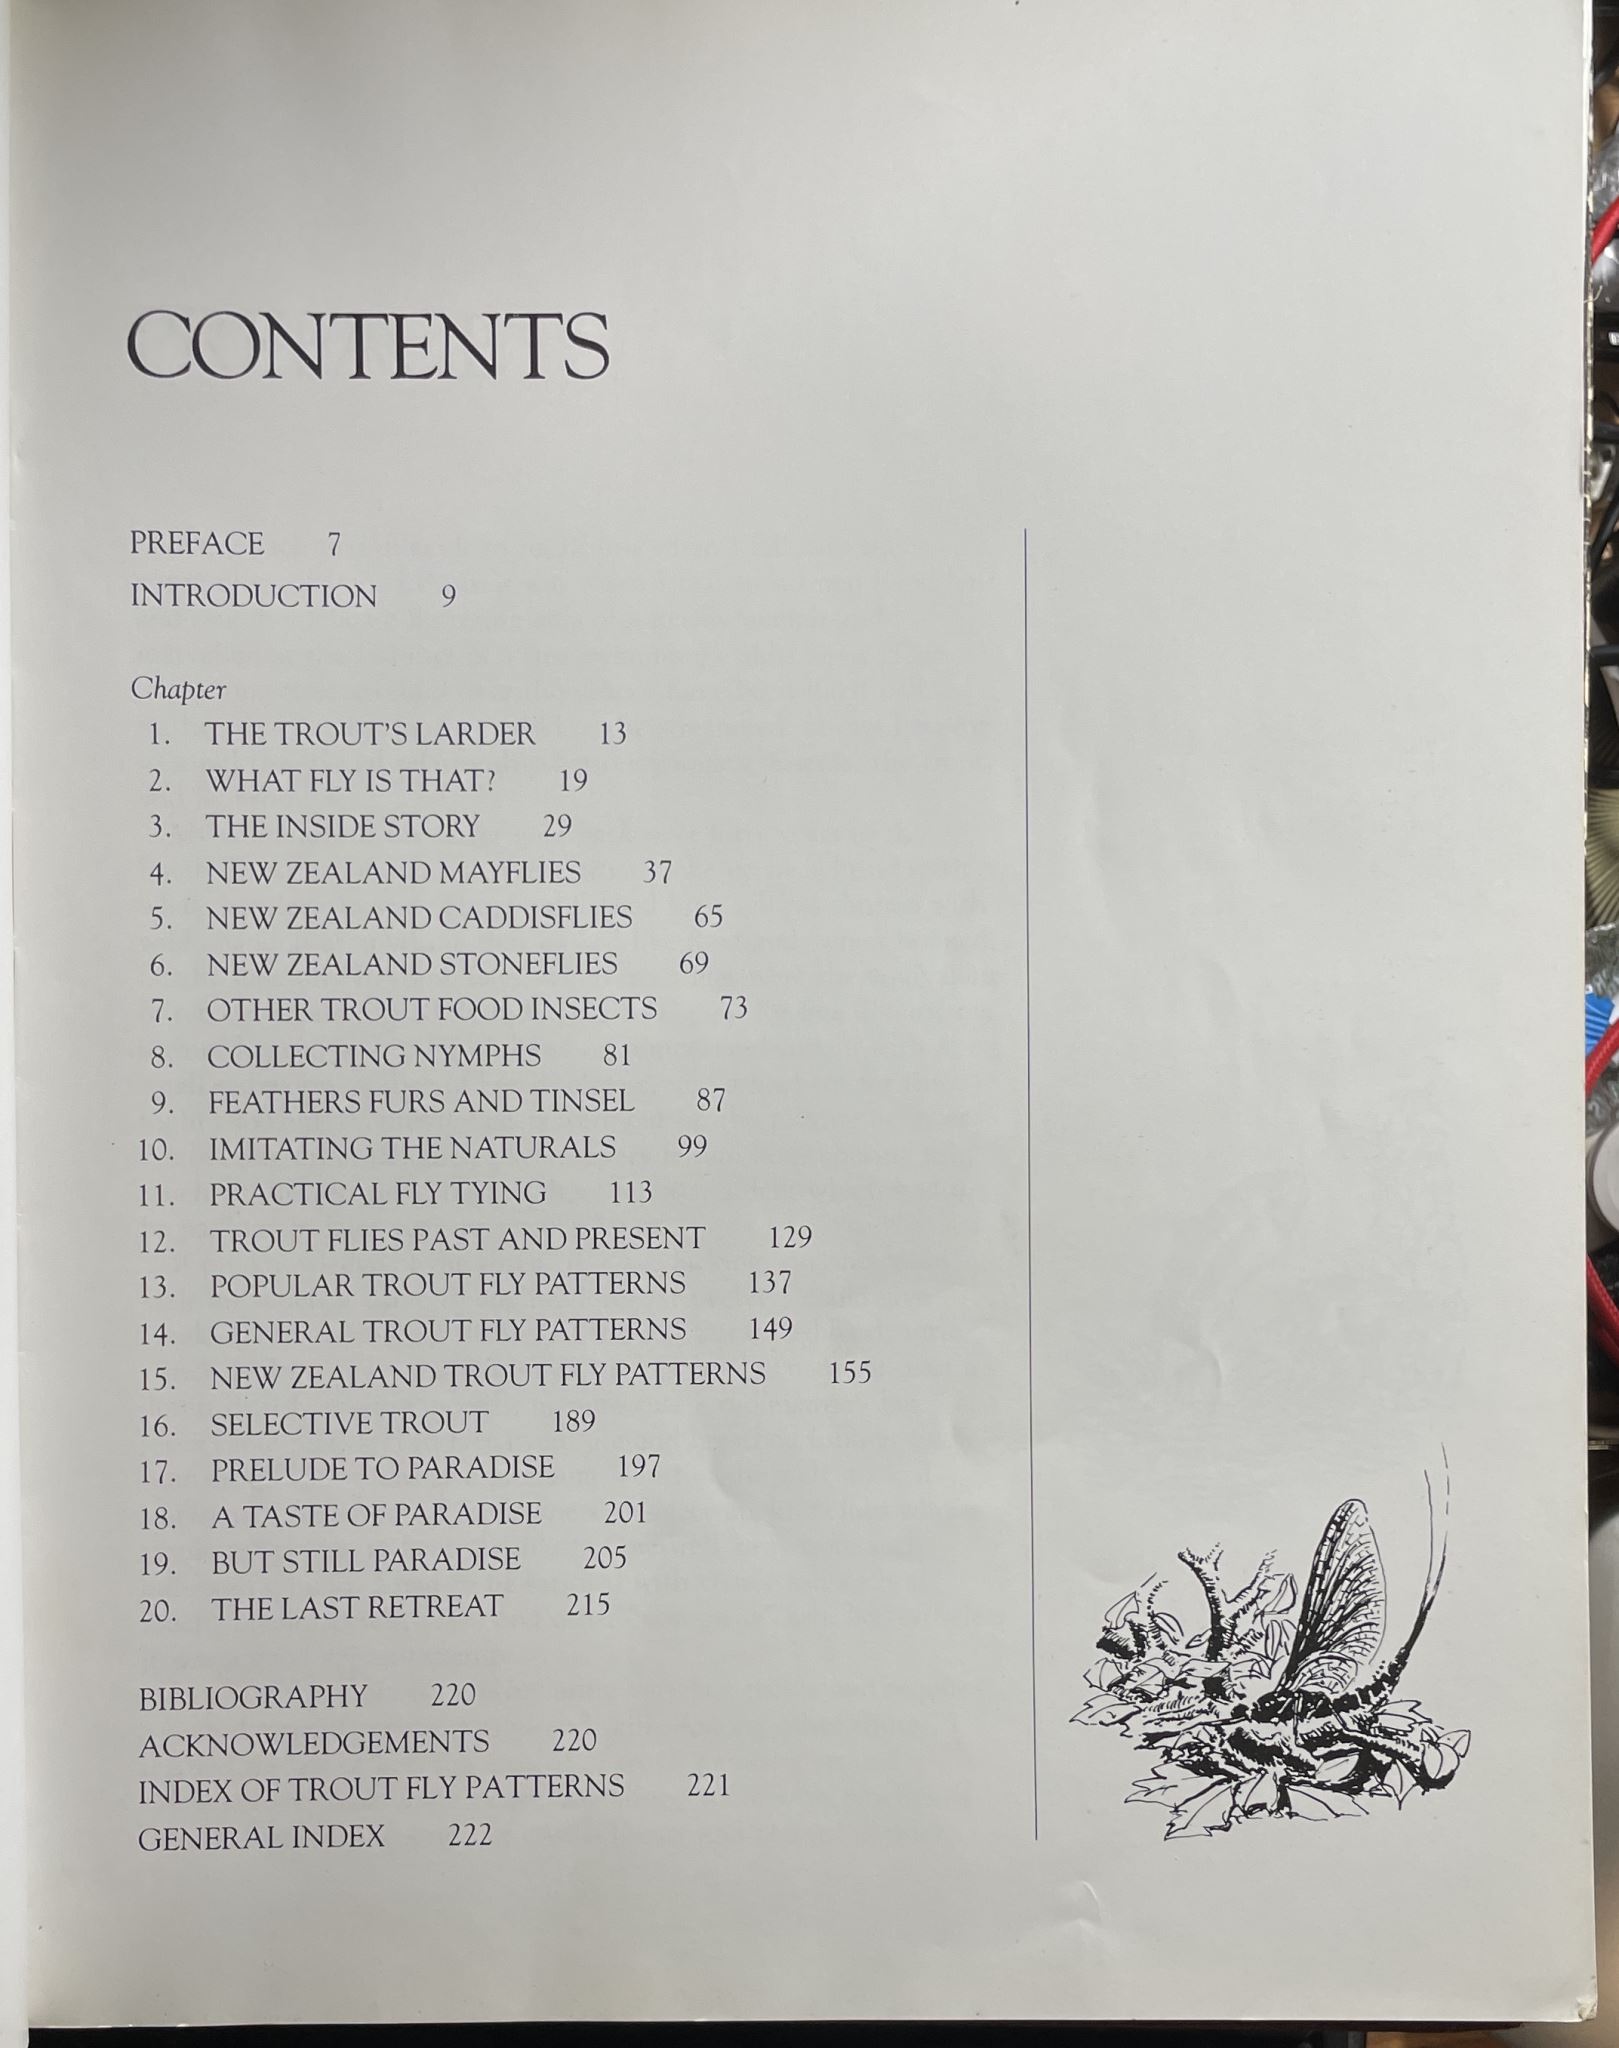 CONTENTS
PREFACE 7
INTRODUCTION 9
Chapter
1. THE TROUT'S LARDER 13
2. WHAT FLY IS THAT? 19
3. THE INSIDE STORY 29
4. NEW ZEALAND MAYFLIES 37
5. NEW ZEALAND CADDISFLIES 65
6. NEW ZEALAND STONEFLIES 69
7. OTHER TROUT FOOD INSECTS 73
8. COLLECTING NYMPHS 81
9. FEATHERS FURS AND TINSEL 87
10. IMITATING THE NATURALS 99
11. PRACTICAL FLY TYING 113
12. TROUT FLIES PAST AND PRESENT 129
13. POPULAR TROUT FLY PATTERNS 137
14. GENERAL TROUT FLY PATTERNS 149
15. NEW ZEALAND TROUT FLY PATTERNS 155
16. SELECTIVE TROUT 189
17. PRELUDE TO PARADISE 197
18. A TASTE OF PARADISE 201
19. BUT STILL PARADISE 205
20. THE LAST RETREAT 215
BIBLIOGRAPHY 220
ACKNOWLEDGEMENTS 220
INDEX OF TROUT FLY PATTERNS 221
GENERAL INDEX 222